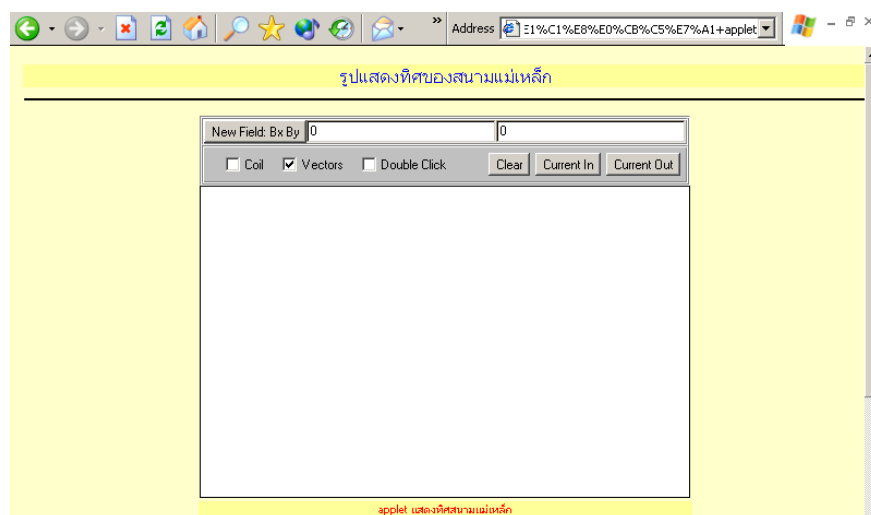 » Address E1%C1%E8%E0%CB%C5%E7%A1+applet
รูปแสดงทิศของสนามแม่เหล็ก
New Field: Bx By 0 0
Coil Vectors Double Click Clear Current In Current Out
applet แสดงทิศสนามแม่เหล็ก